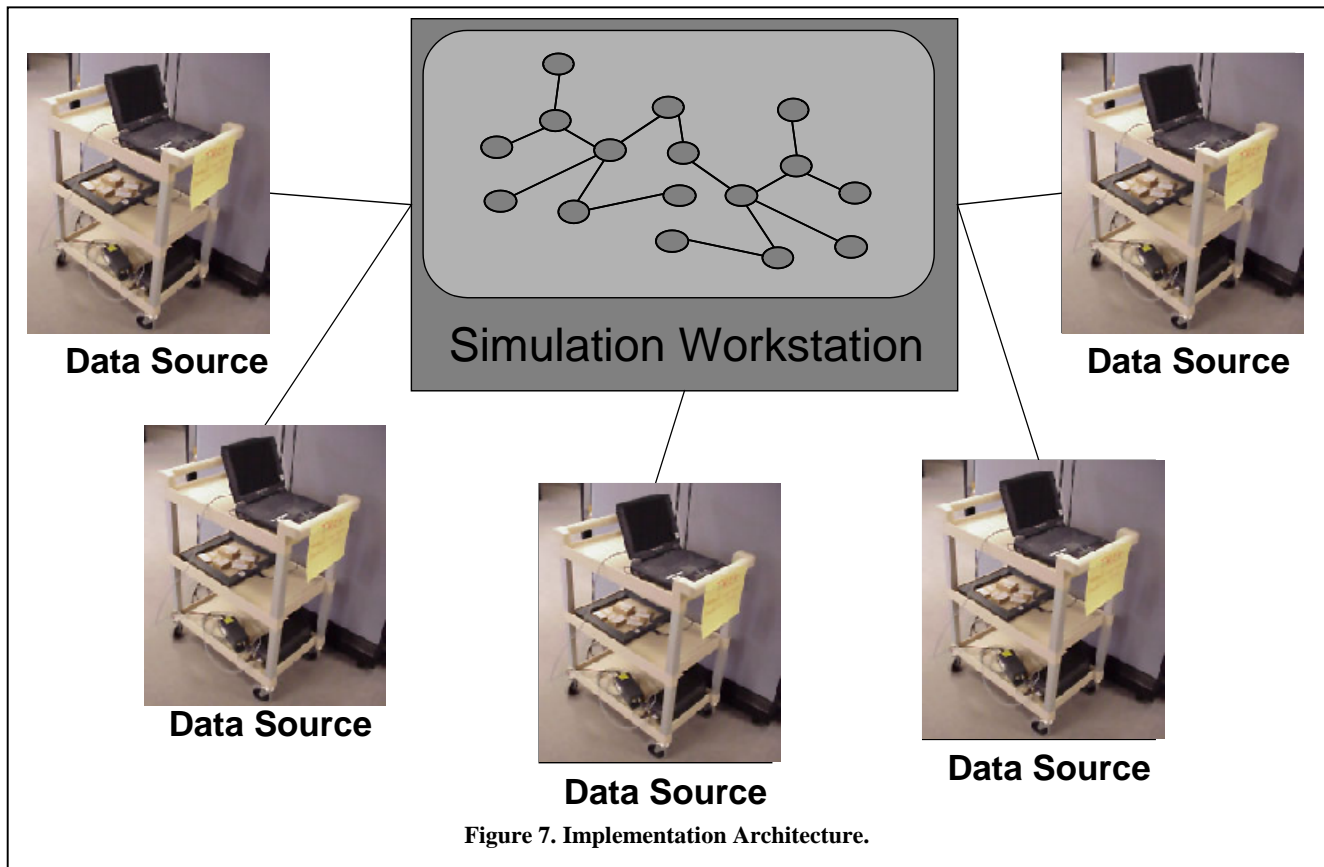 Simulation Workstation
Data Source
Data Source
Data Source
Data Source
Data Source
Figure 7. Implementation Architecture.